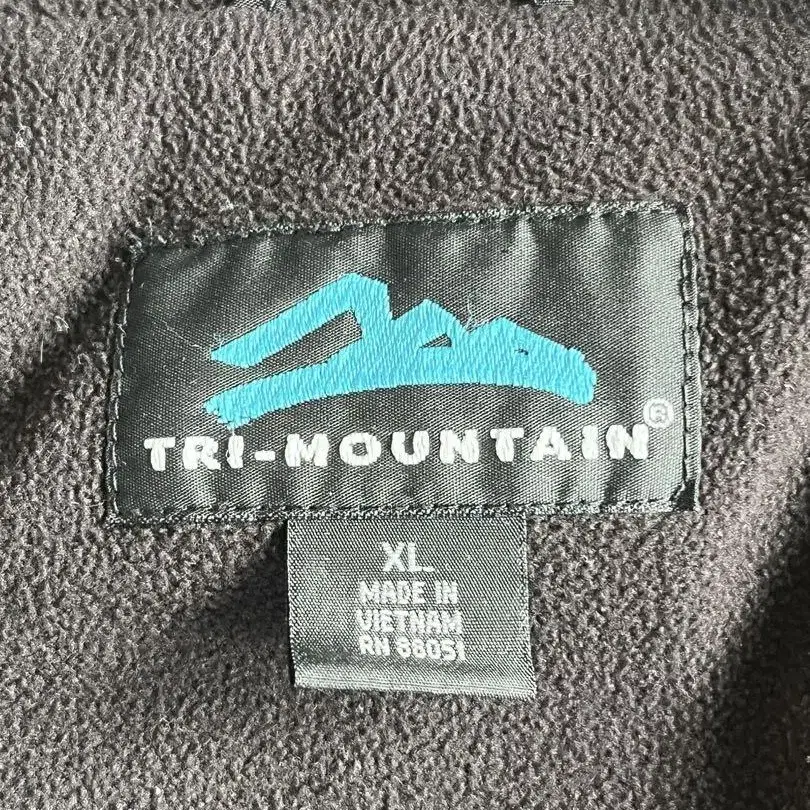 TRI-MOUNTAIN®
XL
MADE IN
VIETNAM
RN 88051